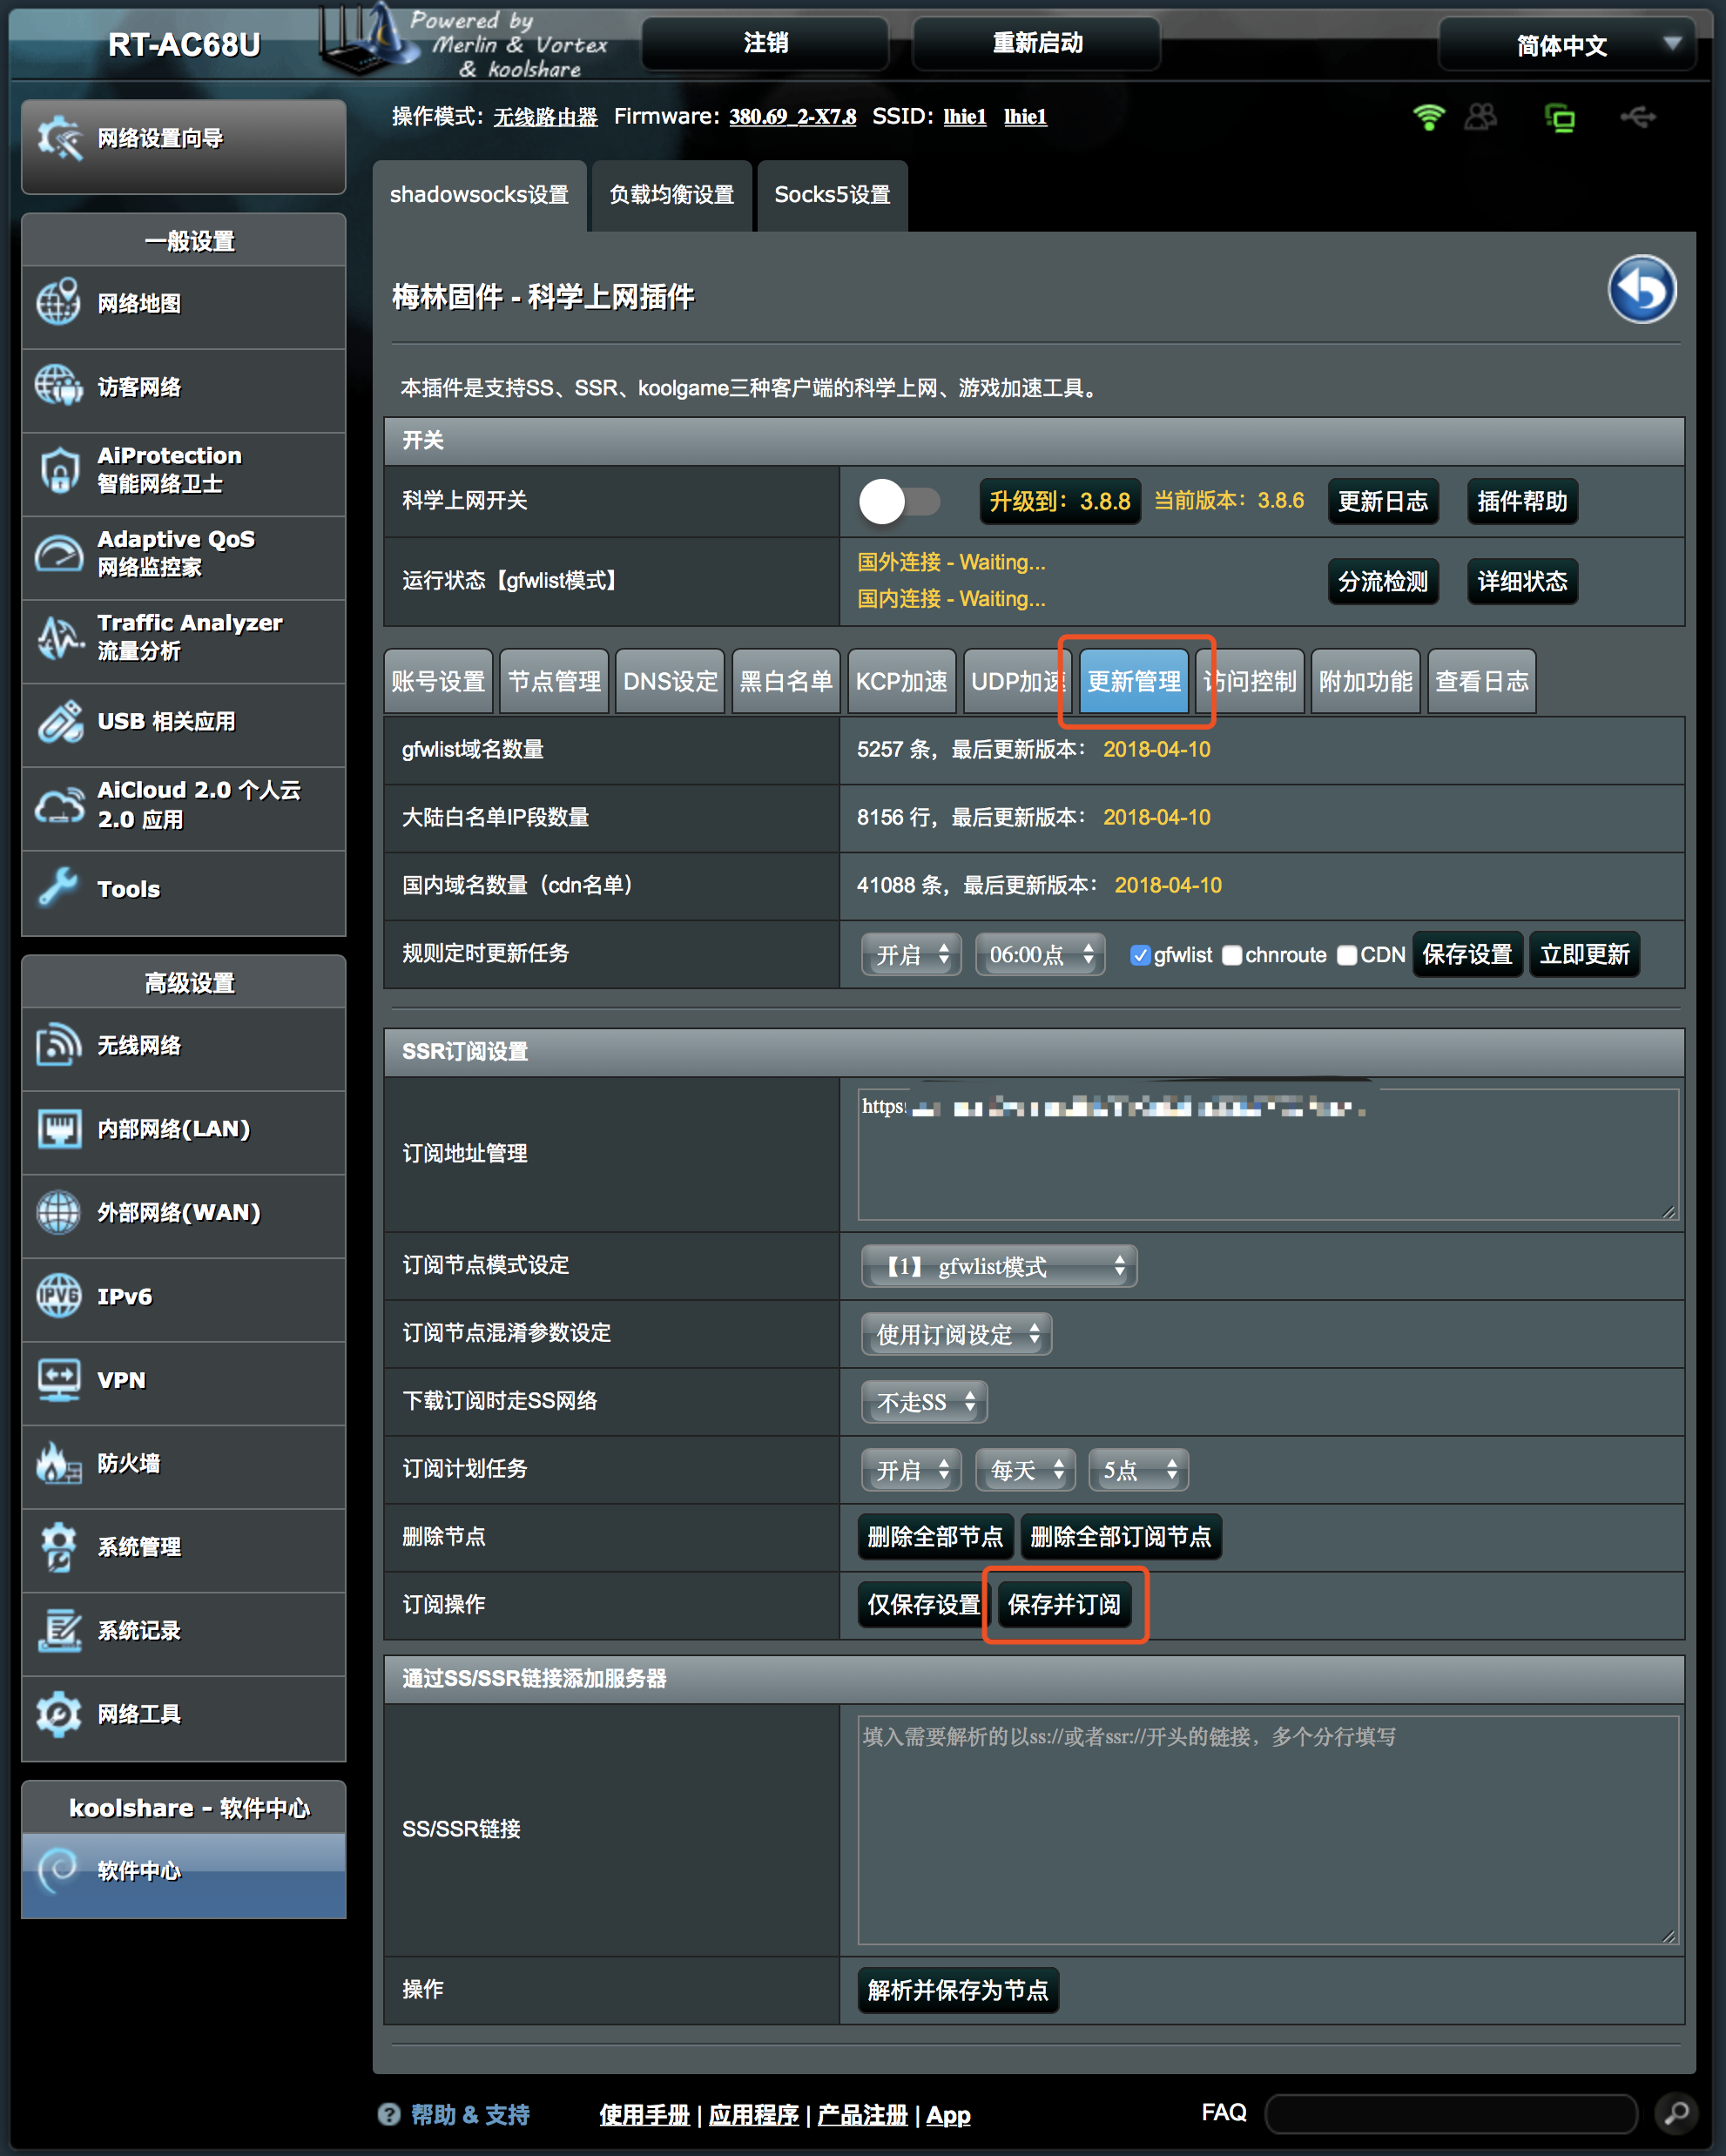 RT-AC68U
Powered by
Merlin & Vortex
& koolshare
注销
重新启动
简体中文
操作模式: 无线路由器 Firmware: 380.69_2-X7.8 SSID: lhie1 lhie1
网络设置向导
一般设置
网络地图
访客网络
AiProtection
智能网络卫士
Adaptive QoS
网络监控家
Traffic Analyzer
流量分析
USB 相关应用
AiCloud 2.0 个人云
2.0 应用
Tools
高级设置
无线网络
内部网络(LAN)
外部网络(WAN)
IPv6
VPN
防火墙
系统管理
系统记录
网络工具
koolshare - 软件中心
软件中心
shadowsocks设置
负载均衡设置
Socks5设置
梅林固件 - 科学上网插件
本插件是支持SS、SSR、koolgame三种客户端的科学上网、游戏加速工具。
开关
科学上网开关
升级到：3.8.8 当前版本：3.8.6 更新日志 插件帮助
运行状态【gfwlist模式】
国外连接 - Waiting...
国内连接 - Waiting...
分流检测 详细状态
账号设置 节点管理 DNS设定 黑白名单 KCP加速 UDP加速 更新管理 访问控制 附加功能 查看日志
gfwlist域名数量 5257 条，最后更新版本： 2018-04-10
大陆白名单IP段数量 8156 行，最后更新版本： 2018-04-10
国内域名数量（cdn名单） 41088 条，最后更新版本： 2018-04-10
规则定时更新任务 开启 06:00点 gfwlist chnroute CDN 保存设置 立即更新
SSR订阅设置
订阅地址管理 https:
订阅节点模式设定 【1】 gfwlist模式
订阅节点混淆参数设定 使用订阅设定
下载订阅时走SS网络 不走SS
订阅计划任务 开启 每天 5点
删除节点 删除全部节点 删除全部订阅节点
订阅操作 仅保存设置 保存并订阅
通过SS/SSR链接添加服务器
填入需要解析的以ss://或者ssr://开头的链接，多个分行填写
SS/SSR链接
操作 解析并保存为节点
帮助 & 支持 使用手册 | 应用程序 | 产品注册 | App FAQ